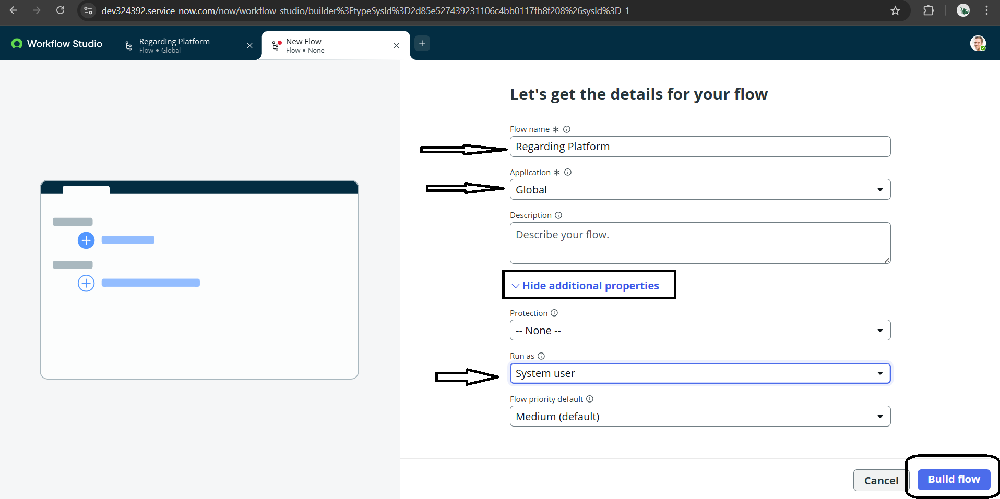 dev324392.service-now.com/now/workflow-studio/builder%3FtypeSysId%3D2d85e527439231106c4bb0117fb8f208%26sysId%3D-1
Workflow Studio
Regarding Platform
Flow • Global
New Flow
Flow • None
Let's get the details for your flow
Flow name *
Regarding Platform
Application *
Global
Description
Describe your flow.
Hide additional properties
Protection
-- None --
Run as
System user
Flow priority default
Medium (default)
Cancel
Build flow